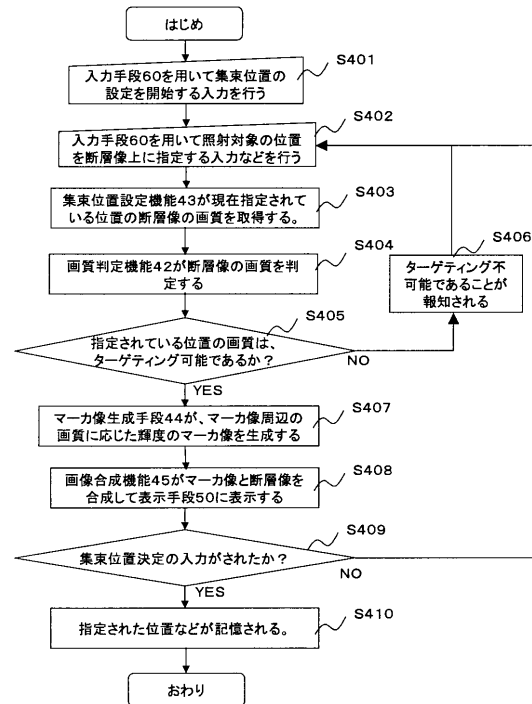 はじめ
S401
入力手段60を用いて集束位置の
設定を開始する入力を行う
S402
入力手段60を用いて照射対象の位置
を断層像上に指定する入力などを行う
S403
集束位置設定機能43が現在指定されて
いる位置の断層像の画質を取得する。
S404
画質判定機能42が断層像の画質を判
定する
S405
指定されている位置の画質は、
ターゲティング可能であるか？
NO
YES
S406
ターゲティング不
可能であることが
報知される
S407
マーカ像生成手段44が、マーカ像周辺の
画質に応じた輝度のマーカ像を生成する
S408
画像合成機能45がマーカ像と断層像を
合成して表示手段50に表示する
S409
集束位置決定の入力がされたか？
NO
YES
S410
指定された位置などが記憶される。
おわり